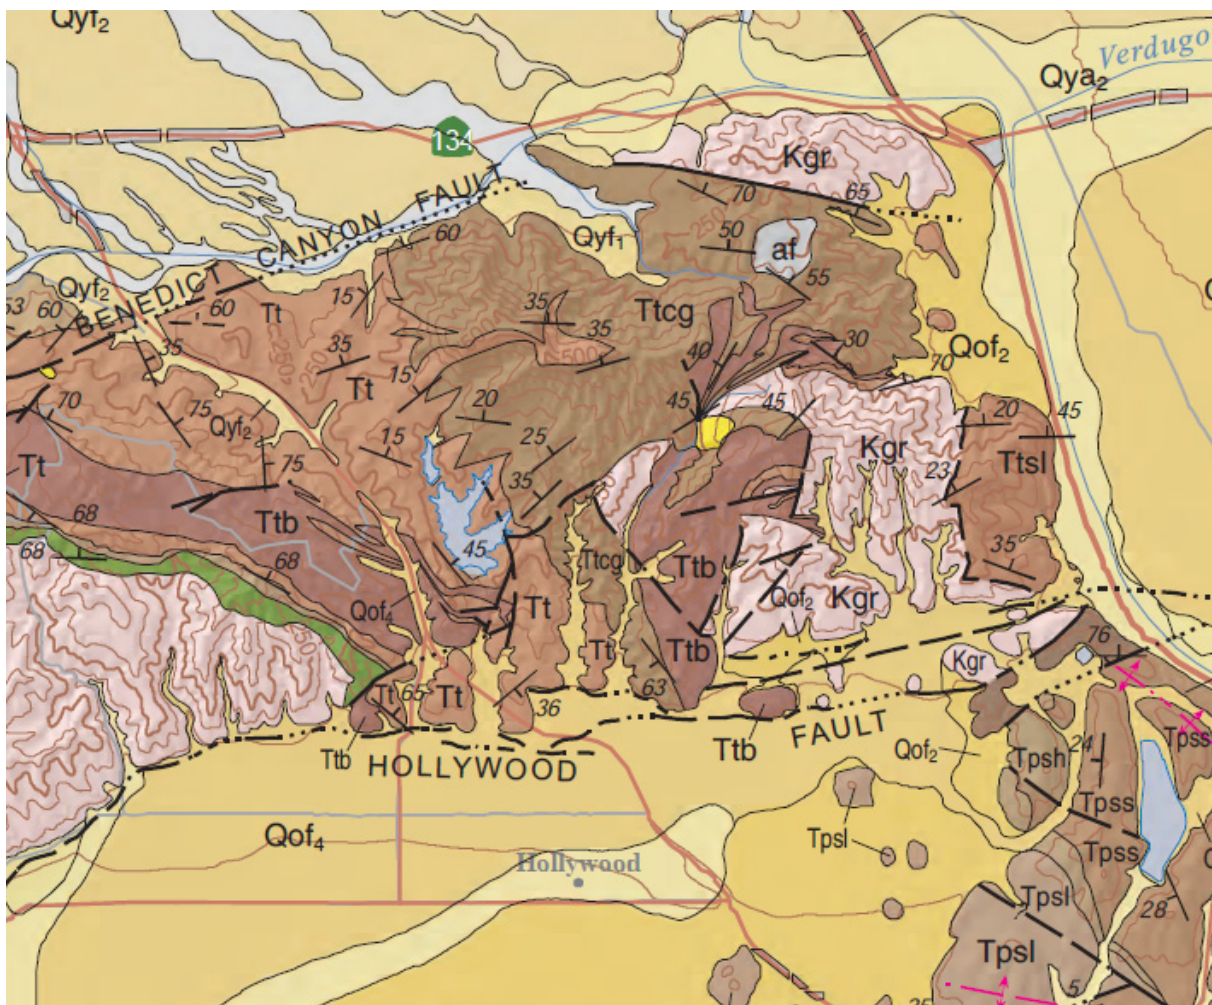 Qyf2
Verdugo
Qya2
134
Kgr
70
65
BENEDICT CANYON FAULT
60
Qyf1
50
af
55
Qyf2
53
60
60
Tt
15
35
35
Ttcg
30
Qof2
35
35
Tt
15
40
70
70
75
Qyf2
20
45
45
20
45
Tt
75
15
25
Kgr
Ttsl
23
68
Ttb
35
68
68
45
Ttcg
Ttb
35
Qof4
Tt
Qof2
Kgr
Tt
Ttb
76
Kgr
Tt
65
Tt
36
63
Ttb
HOLLYWOOD
Ttb
FAULT
Qof2
Tpsh
24
Tpss
Tpss
Qof4
Tpsl
Tpss
Hollywood
Tpsl
28
Tpsl
5